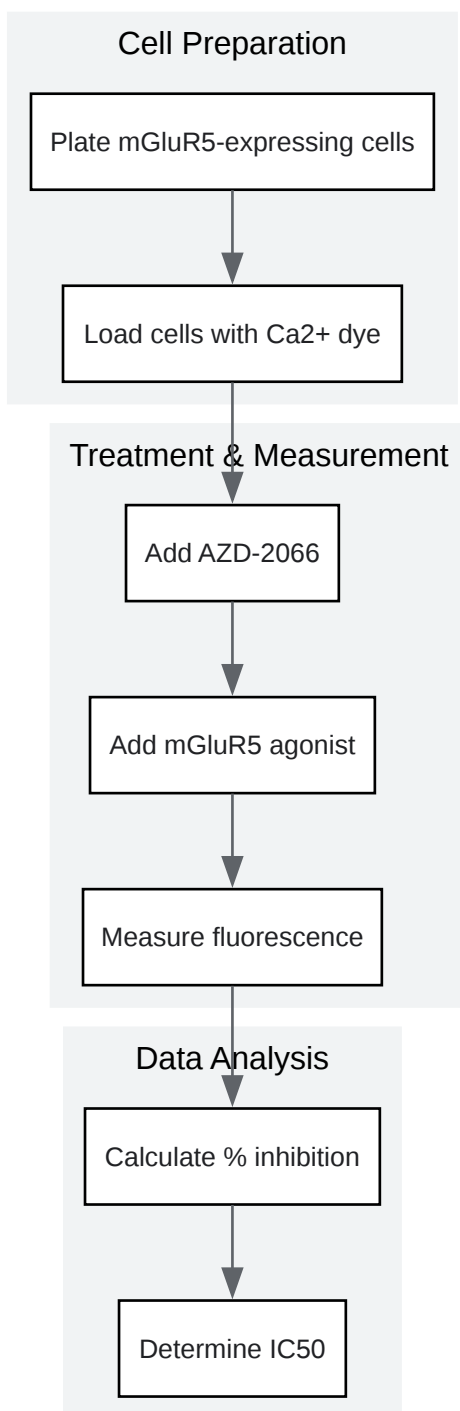 Cell Preparation
Plate mGluR5-expressing cells
Load cells with Ca2+ dye
Treatment & Measurement
Add AZD-2066
Add mGluR5 agonist
Measure fluorescence
Data Analysis
Calculate % inhibition
Determine IC50